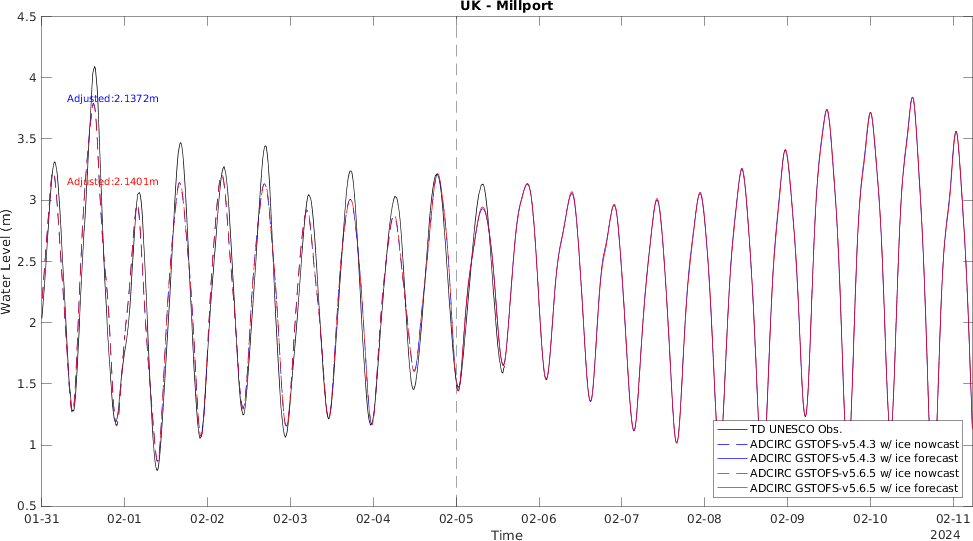 UK - Millport
4.5
4
3.5
3
2.5
2
1.5
1
0.5
Water Level (m)
Adjusted:2.1372m
Adjusted:2.1401m
TD UNESCO Obs.
ADCIRC GSTOFS-v5.4.3 w/ ice nowcast
ADCIRC GSTOFS-v5.4.3 w/ ice forecast
ADCIRC GSTOFS-v5.6.5 w/ ice nowcast
ADCIRC GSTOFS-v5.6.5 w/ ice forecast
01-31 02-01 02-02 02-03 02-04 02-05 02-06 02-07 02-08 02-09 02-10 02-11
2024
Time